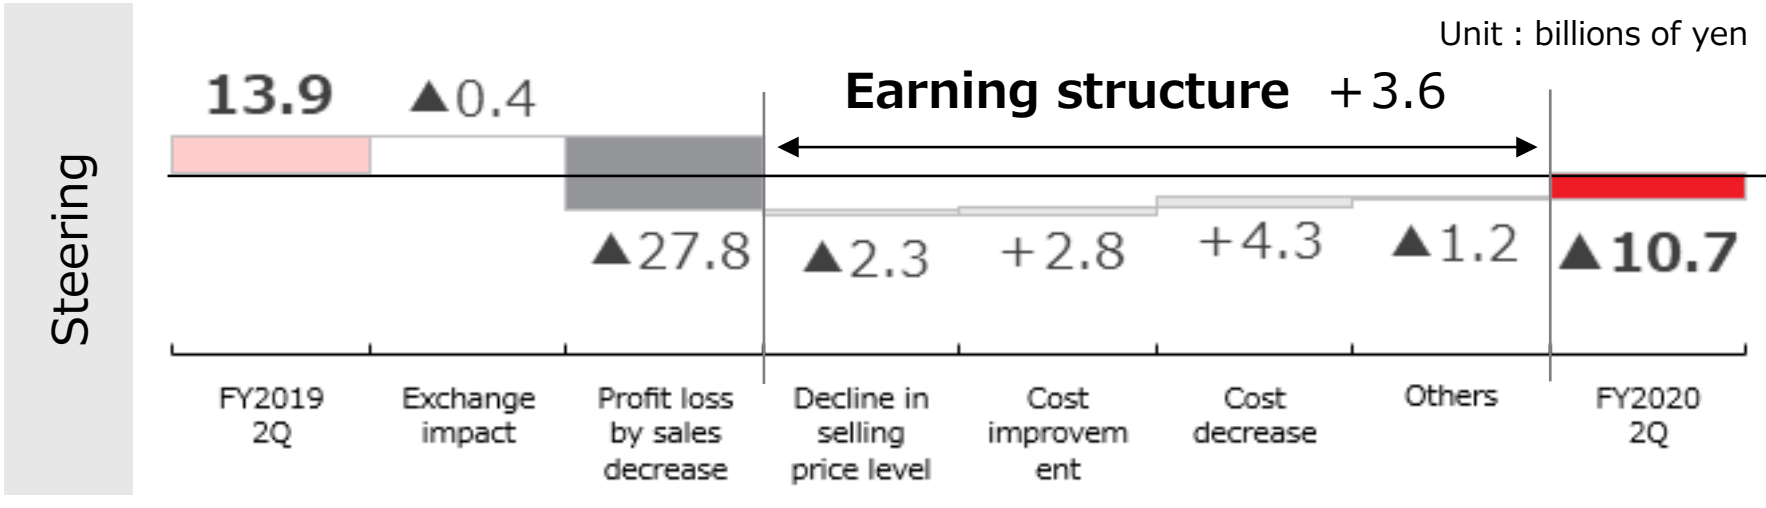 Unit : billions of yen
Steering
13.9
▲0.4
Earning structure +3.6
▲27.8
▲2.3
+2.8
+4.3
▲1.2
▲10.7
FY2019
2Q
Exchange
impact
Profit loss
by sales
decrease
Decline in
selling
price level
Cost
improvem
ent
Cost
decrease
Others
FY2020
2Q